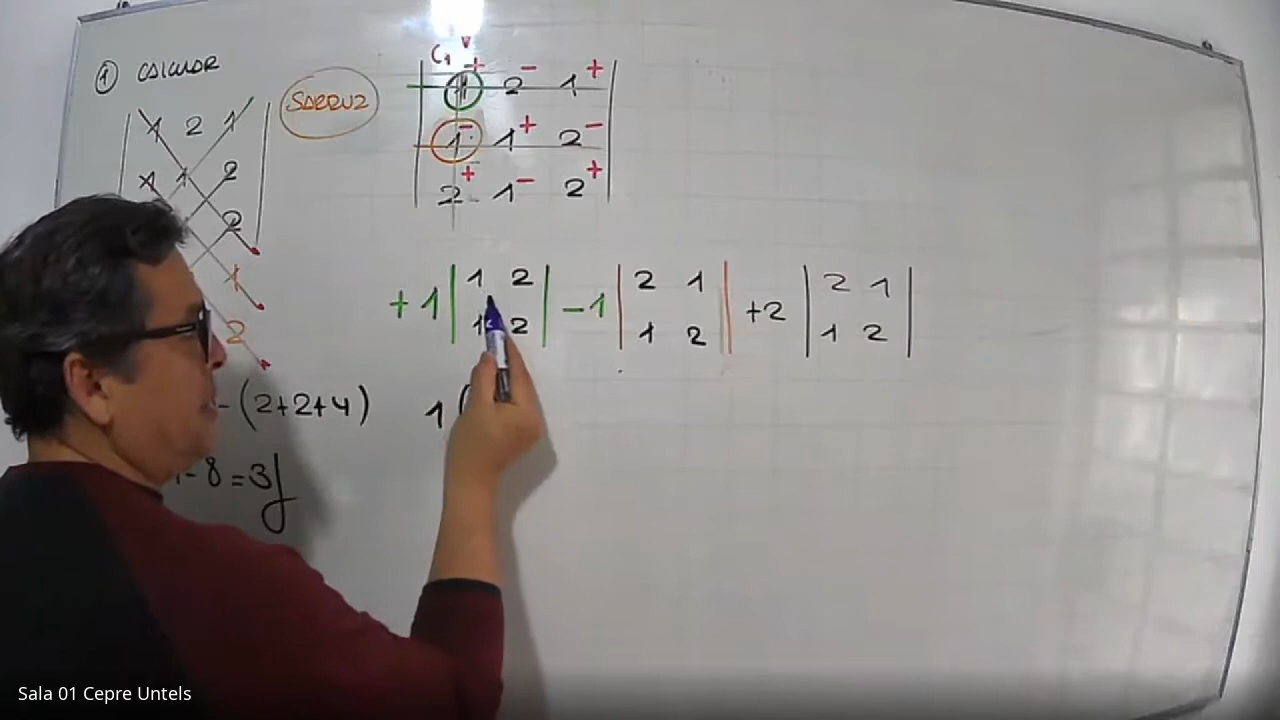 ① CALCULAR
SARRUZ
1 2 1
1 1 2
2
1
2
-(2+2+4)
-8=3
C₁
1+ 2- 1+
1- 1+ 2-
2+ 1- 2+
+1 | 1 2 | -1 | 2 1 | +2 | 2 1 |
| 1 2 | | 1 2 | | 1 2 |
1(
Sala 01 Cepre Untels